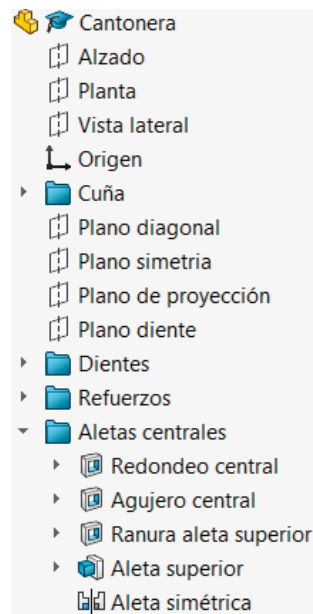 Cantonera
Alzado
Planta
Vista lateral
Origen
Cuña
Plano diagonal
Plano simetria
Plano de proyección
Plano diente
Dientes
Refuerzos
Aletas centrales
Redondeo central
Agujero central
Ranura aleta superior
Aleta superior
Aleta simétrica